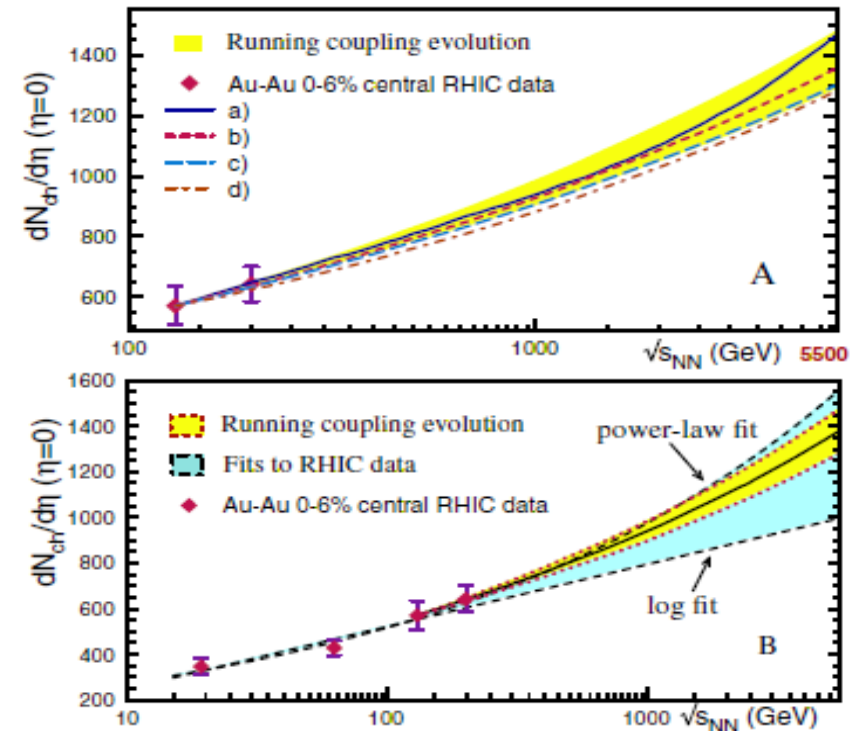 1400
1200
1000
800
600
dN_ch/dη (η=0)
Running coupling evolution
Au-Au 0-6% central RHIC data
a)
b)
c)
d)
A
100
1000
√s_NN (GeV) 5500
1600
1400
1200
1000
800
600
400
200
dN_ch/dη (η=0)
Running coupling evolution
Fits to RHIC data
Au-Au 0-6% central RHIC data
power-law fit
log fit
B
10
100
1000 √s_NN (GeV)